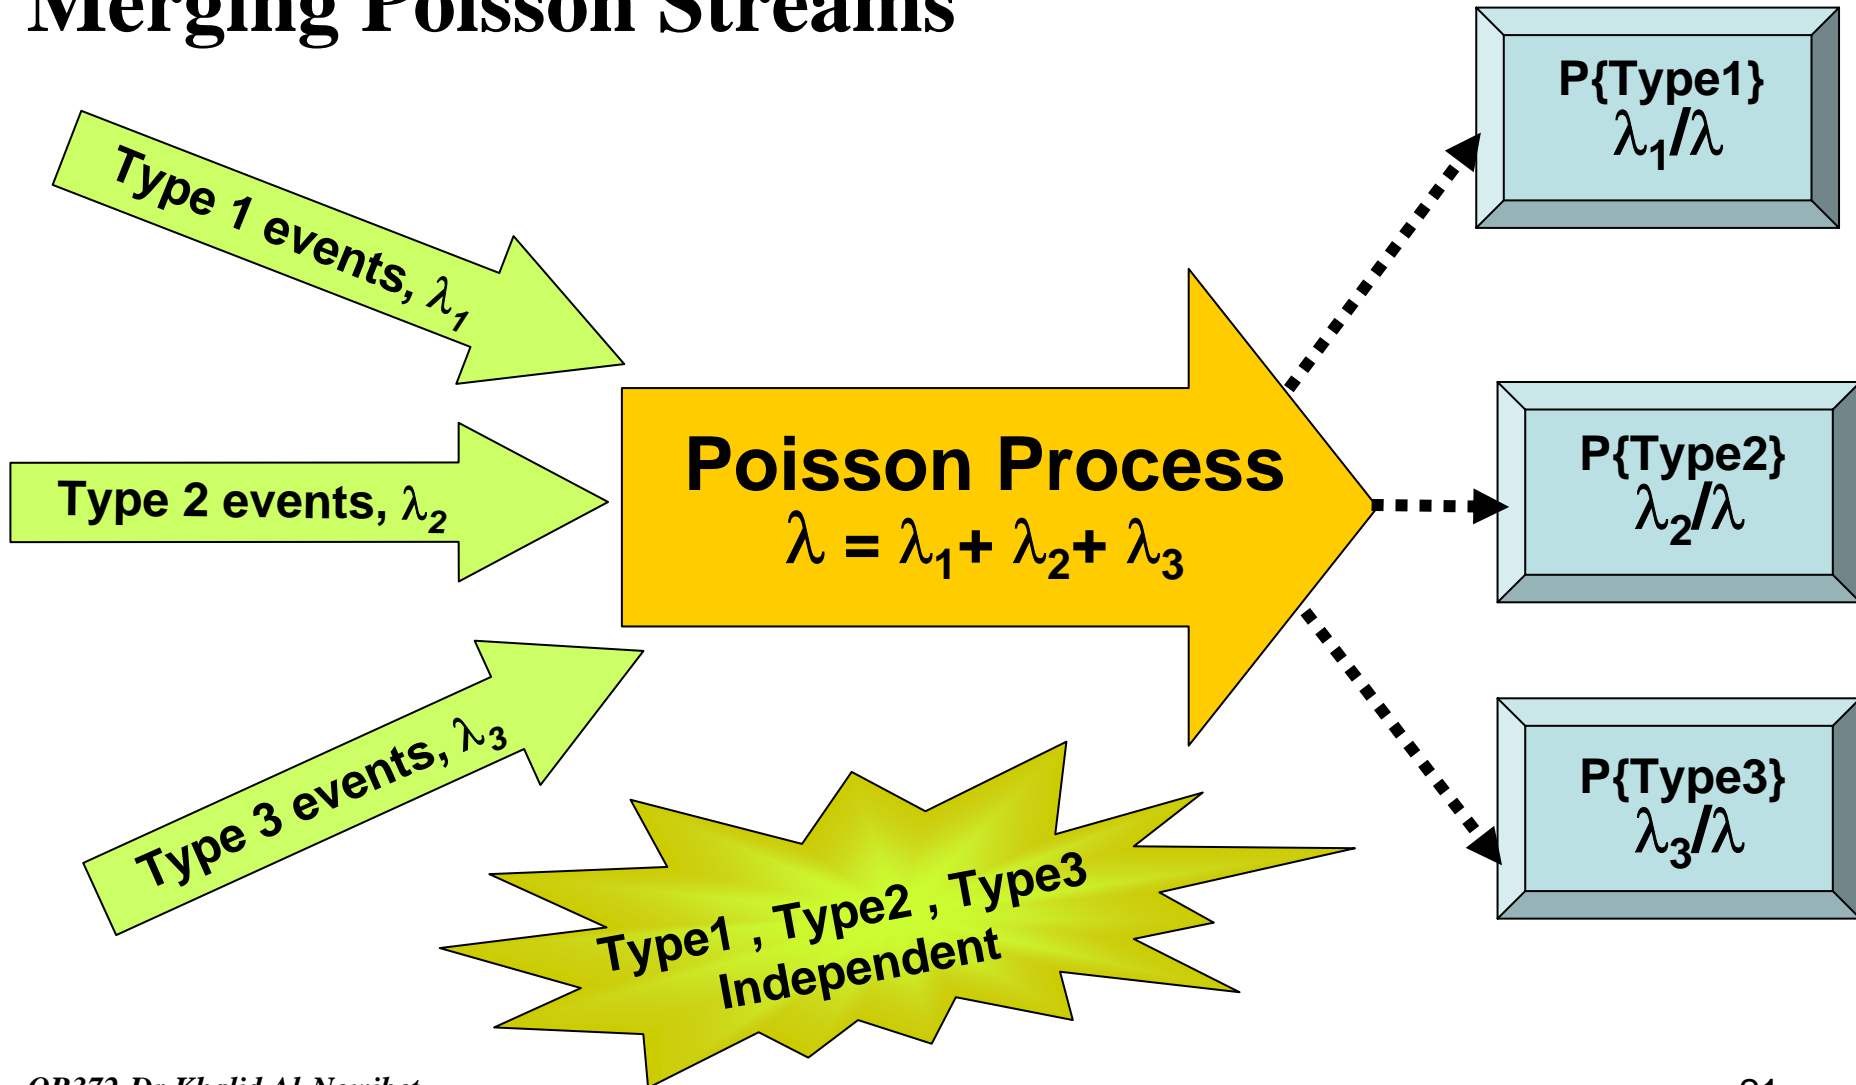 Merging Poisson Streams
Type 1 events, λ1
Type 2 events, λ2
Type 3 events, λ3
Poisson Process
λ = λ1+ λ2+ λ3
P{Type1}
λ1/λ
P{Type2}
λ2/λ
P{Type3}
λ3/λ
Type1 , Type2 , Type3
Independent